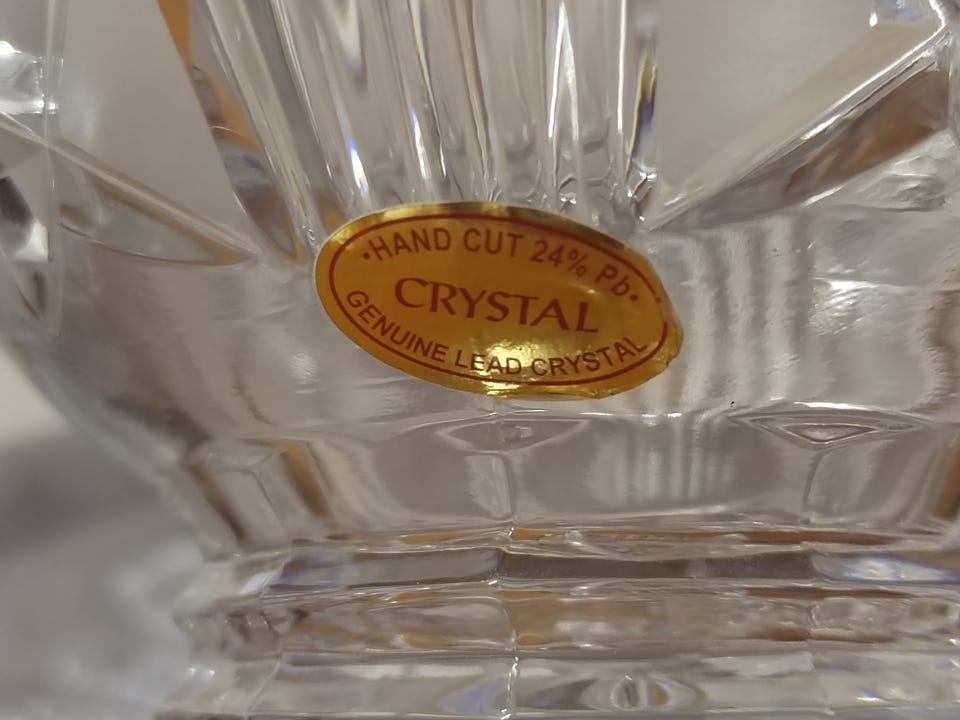 •HAND CUT 24% Pb•
CRYSTAL
GENUINE LEAD CRYSTAL